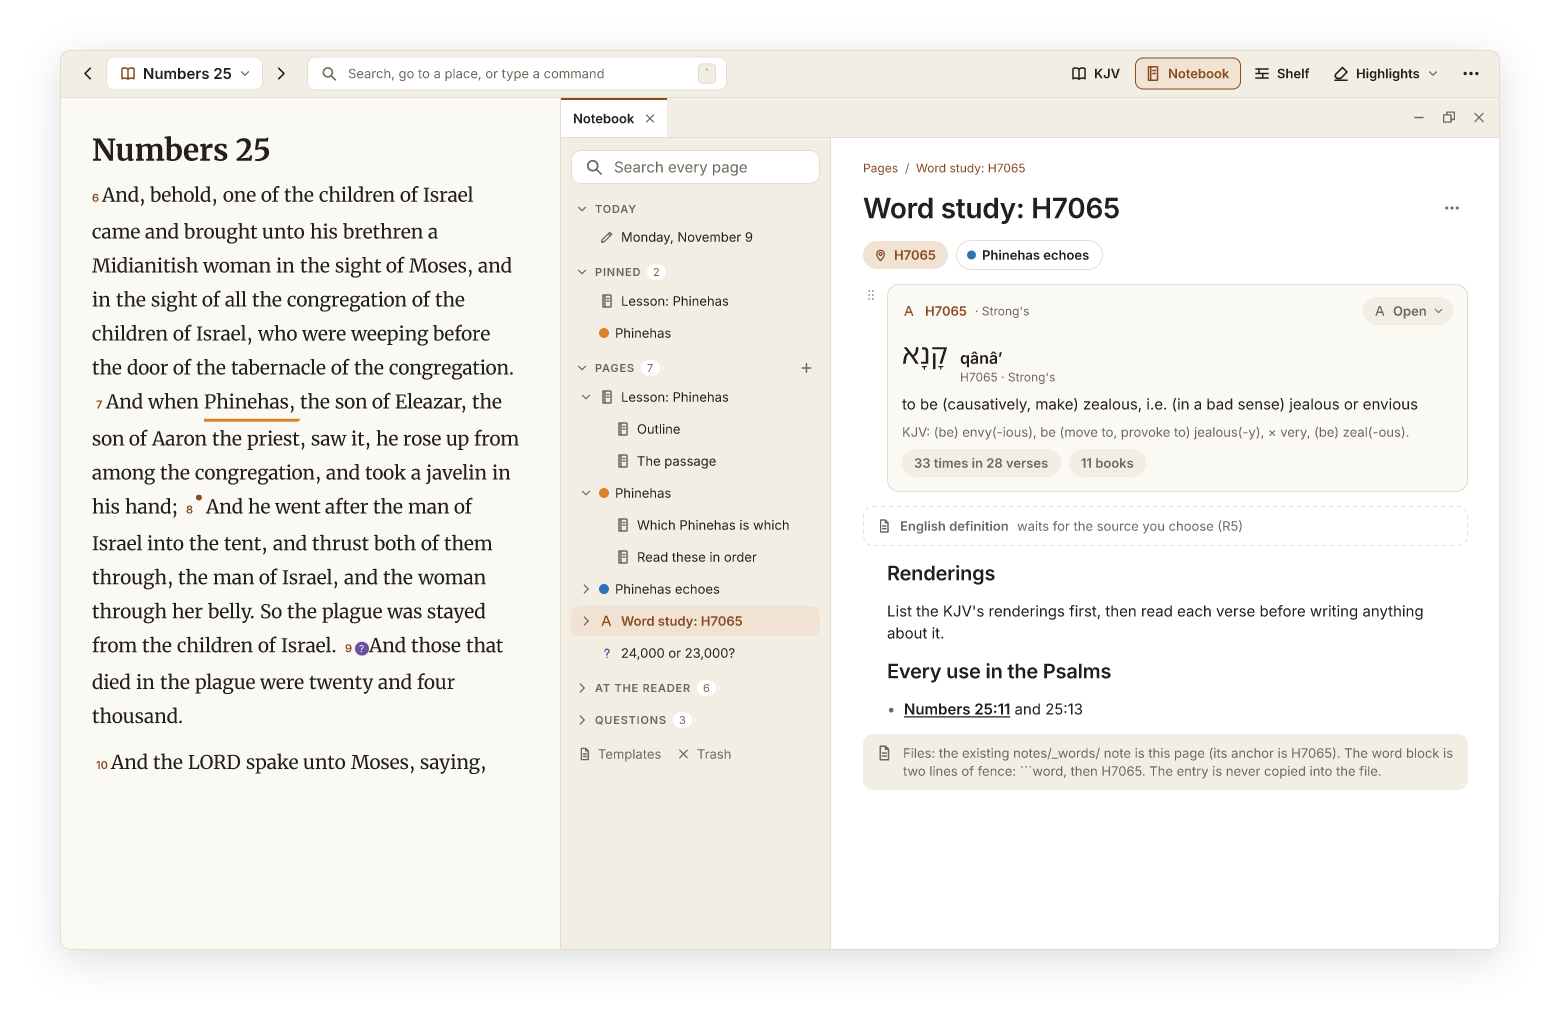 Numbers 25
Search, go to a place, or type a command
`
KJV
Notebook
Shelf
Highlights
Numbers 25
6 And, behold, one of the children of Israel
came and brought unto his brethren a
Midianitish woman in the sight of Moses, and
in the sight of all the congregation of the
children of Israel, who were weeping before
the door of the tabernacle of the congregation.
7 And when Phinehas, the son of Eleazar, the
son of Aaron the priest, saw it, he rose up from
among the congregation, and took a javelin in
his hand; 8 And he went after the man of
Israel into the tent, and thrust both of them
through, the man of Israel, and the woman
through her belly. So the plague was stayed
from the children of Israel. 9 ? And those that
died in the plague were twenty and four
thousand.
10 And the LORD spake unto Moses, saying,
Notebook
Search every page
TODAY
Monday, November 9
PINNED 2
Lesson: Phinehas
Phinehas
PAGES 7
Lesson: Phinehas
Outline
The passage
Phinehas
Which Phinehas is which
Read these in order
Phinehas echoes
A Word study: H7065
? 24,000 or 23,000?
AT THE READER 6
QUESTIONS 3
Templates
Trash
Pages / Word study: H7065
Word study: H7065
H7065
Phinehas echoes
A H7065 · Strong's
A Open
קָנָא qânâʼ
H7065 · Strong's
to be (causatively, make) zealous, i.e. (in a bad sense) jealous or envious
KJV: (be) envy(-ious), be (move to, provoke to) jealous(-y), × very, (be) zeal(-ous).
33 times in 28 verses
11 books
English definition waits for the source you choose (R5)
Renderings
List the KJV's renderings first, then read each verse before writing anything
about it.
Every use in the Psalms
• Numbers 25:11 and 25:13
Files: the existing notes/_words/ note is this page (its anchor is H7065). The word block is
two lines of fence: ```word, then H7065. The entry is never copied into the file.